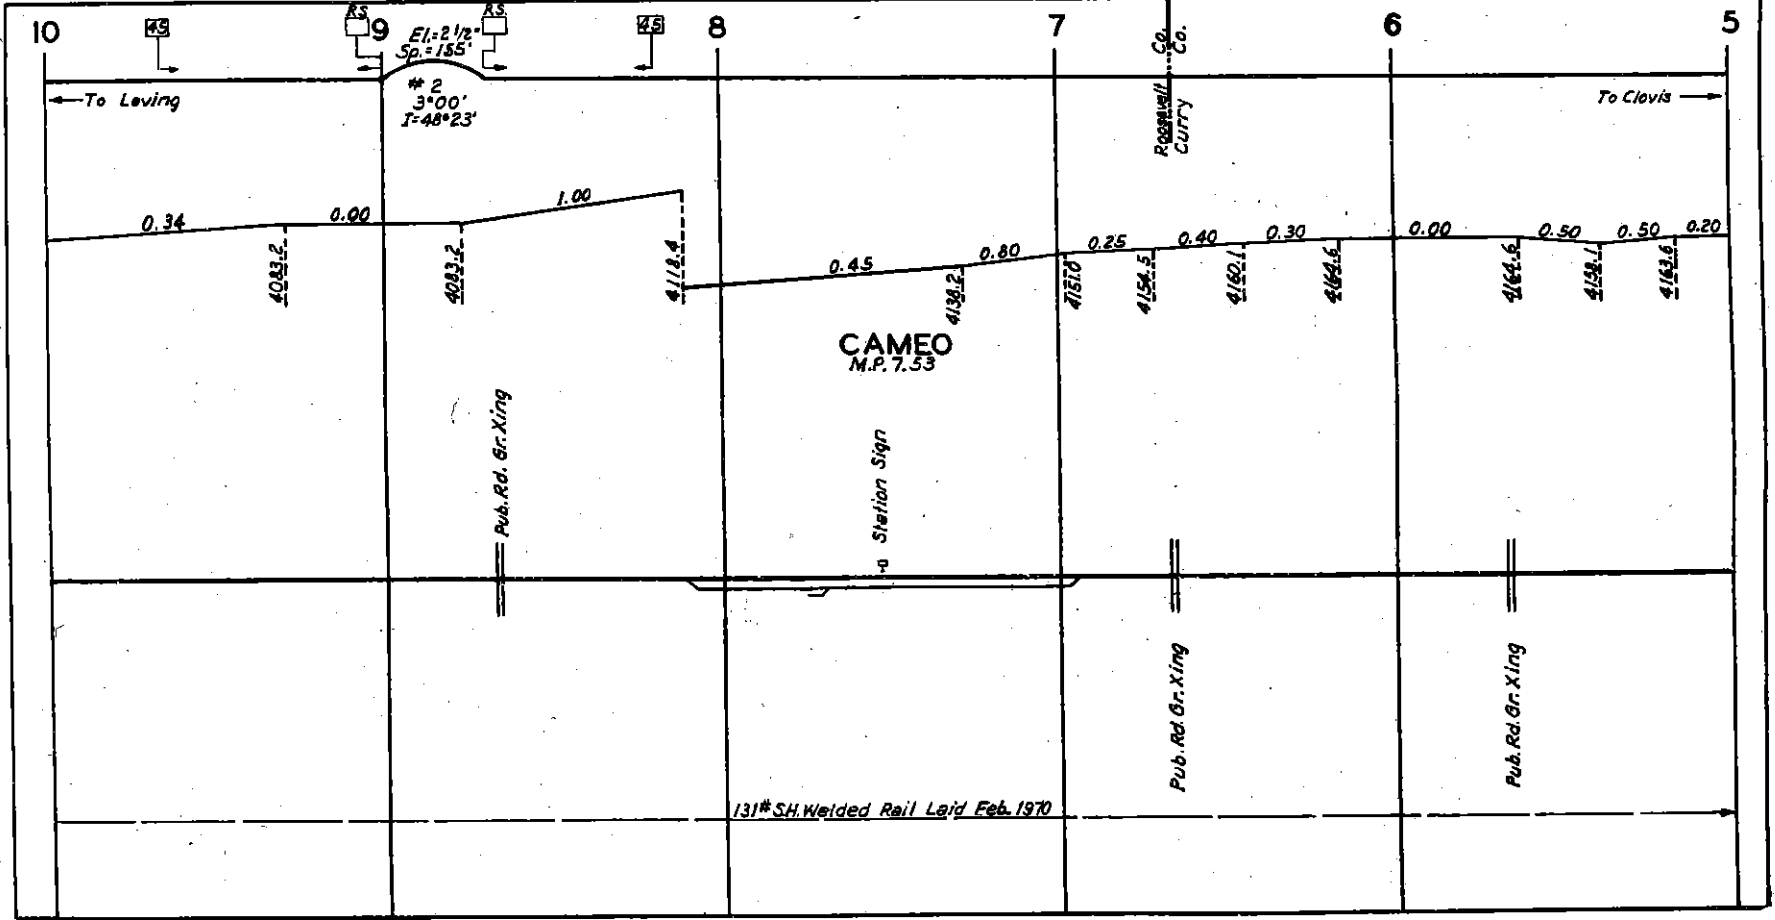 10
45
R.S.
9
El.=2 1/2"
Sp.=155'
R.S.
45
8
7
Co.
Co.
6
5
←To Loving
# 2
3°00'
I=48°23'
Roosevelt
Curry
To Clovis →
0.34
0.00
1.00
0.45
0.80
0.25
0.40
0.30
0.00
0.50
0.50
0.20
4083.2
4083.2
4118.4
4138.2
4151.0
4154.5
4160.1
4164.6
4164.6
4158.1
4163.6
CAMEO
M.P. 7.53
Pub. Rd. Gr. Xing
Station Sign
Pub. Rd. Gr. Xing
Pub. Rd. Gr. Xing
131# S.H. Welded Rail Laid Feb. 1970